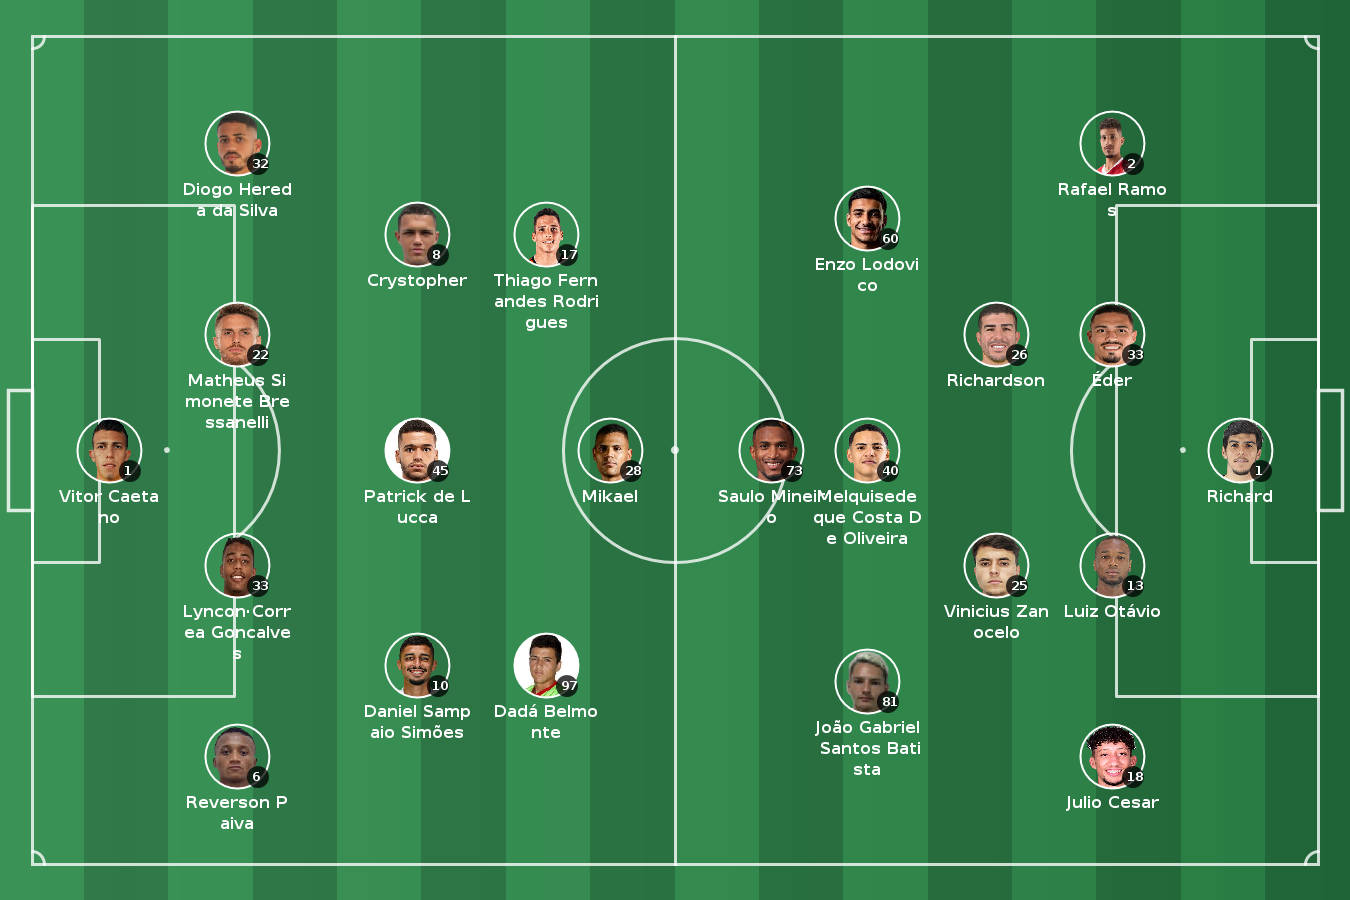 32
Diogo Hered
a da Silva
22
Matheus Si
monete Bre
ssanelli
1
Vitor Caeta
no
33
Lyncon Corr
ea Goncalve
s
6
Reverson P
aiva
8
Crystopher
17
Thiago Fern
andes Rodri
gues
45
Patrick de L
ucca
28
Mikael
10
Daniel Samp
aio Simões
97
Dadá Belmo
nte
60
Enzo Lodovi
co
73
Saulo Mineir
o
40
Melquisede
que Costa D
e Oliveira
81
João Gabriel
Santos Bati
sta
26
Richardson
25
Vinicius Zan
ocelo
2
Rafael Ramo
s
33
Éder
13
Luiz Otávio
18
Julio Cesar
1
Richard